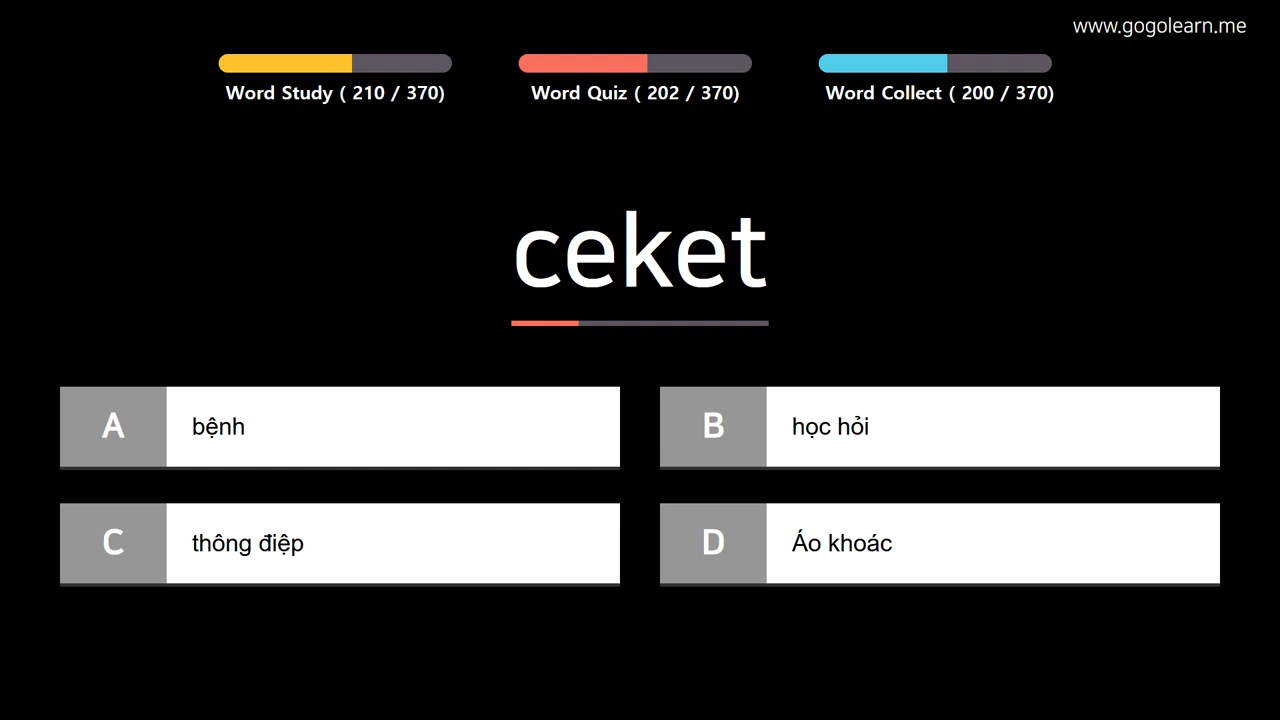 www.gogolearn.me
Word Study ( 210 / 370)
Word Quiz ( 202 / 370)
Word Collect ( 200 / 370)
ceket
A
bệnh
B
học hỏi
C
thông điệp
D
Áo khoác